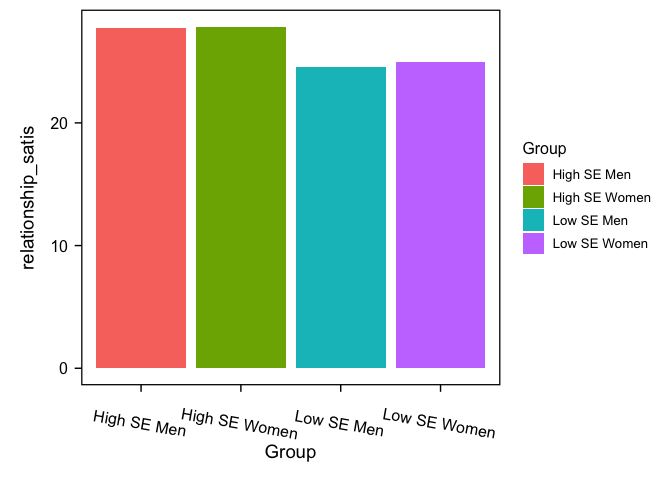 relationship_satis
20
10
0
High SE Men
High SE Women
Low SE Men
Low SE Women
Group
Group
High SE Men
High SE Women
Low SE Men
Low SE Women